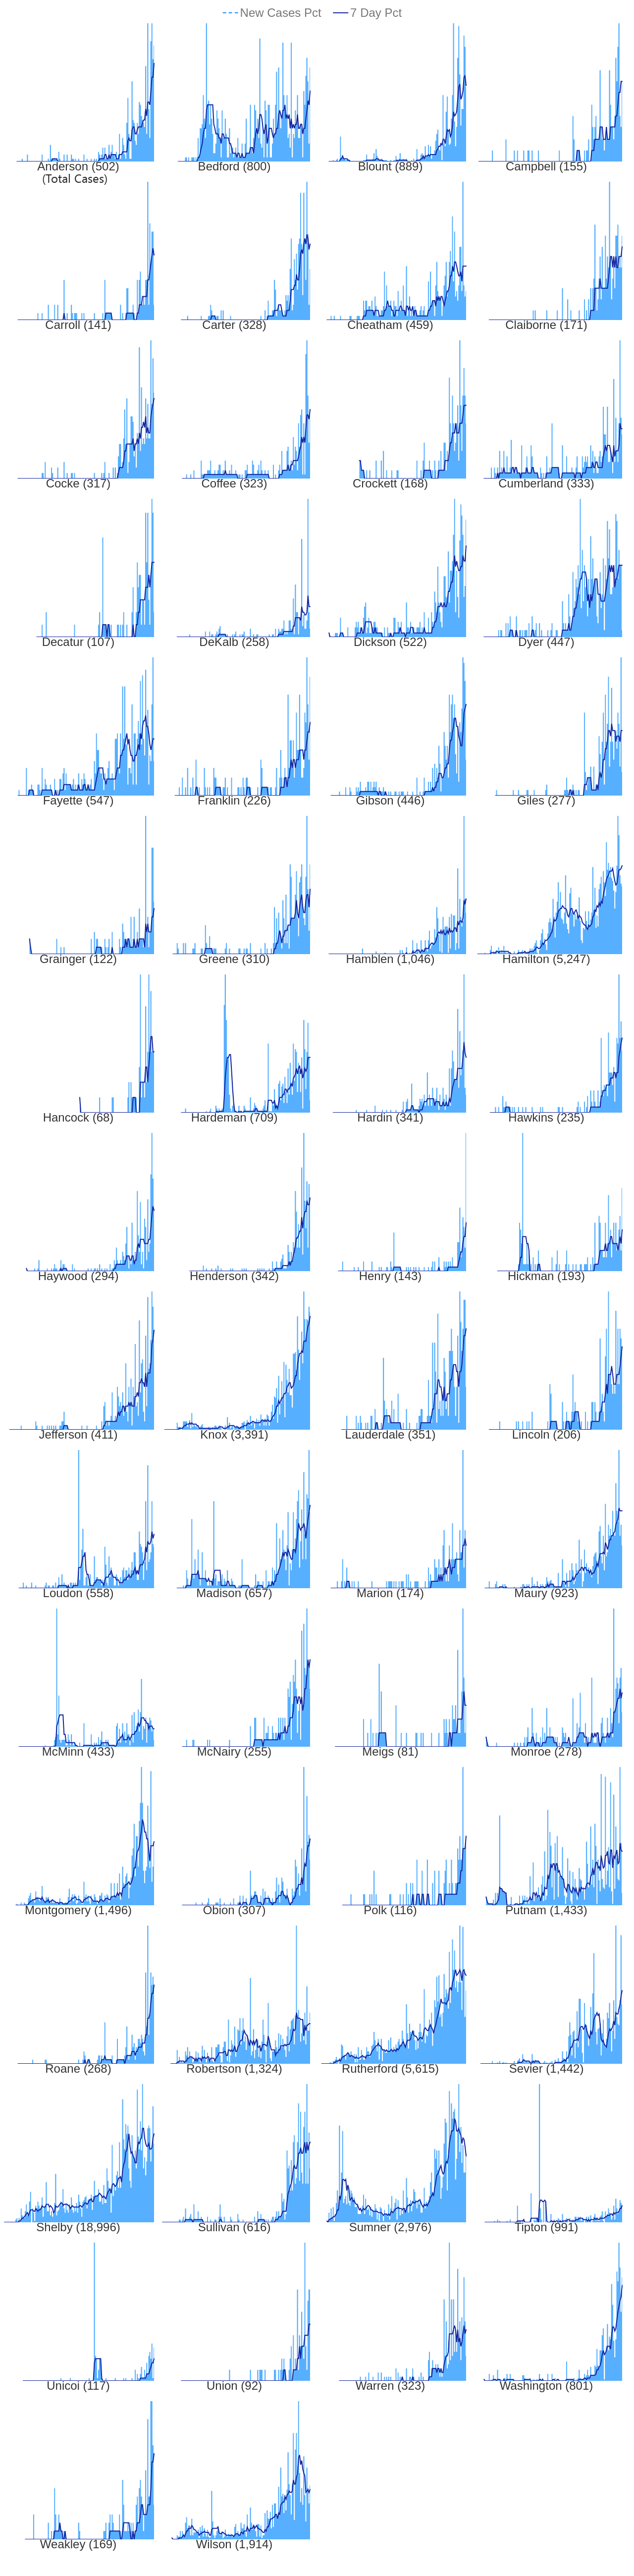 New Cases Pct 7 Day Pct
Anderson (502) Bedford (800) Blount (889) Campbell (155)
(Total Cases)
Carroll (141) Carter (328) Cheatham (459) Claiborne (171)
Cocke (317) Coffee (323) Crockett (168) Cumberland (333)
Decatur (107) DeKalb (258) Dickson (522) Dyer (447)
Fayette (547) Franklin (226) Gibson (446) Giles (277)
Grainger (122) Greene (310) Hamblen (1,046) Hamilton (5,247)
Hancock (68) Hardeman (709) Hardin (341) Hawkins (235)
Haywood (294) Henderson (342) Henry (143) Hickman (193)
Jefferson (411) Knox (3,391) Lauderdale (351) Lincoln (206)
Loudon (558) Madison (657) Marion (174) Maury (923)
McMinn (433) McNairy (255) Meigs (81) Monroe (278)
Montgomery (1,496) Obion (307) Polk (116) Putnam (1,433)
Roane (268) Robertson (1,324) Rutherford (5,615) Sevier (1,442)
Shelby (18,996) Sullivan (616) Sumner (2,976) Tipton (991)
Unicoi (117) Union (92) Warren (323) Washington (801)
Weakley (169) Wilson (1,914)